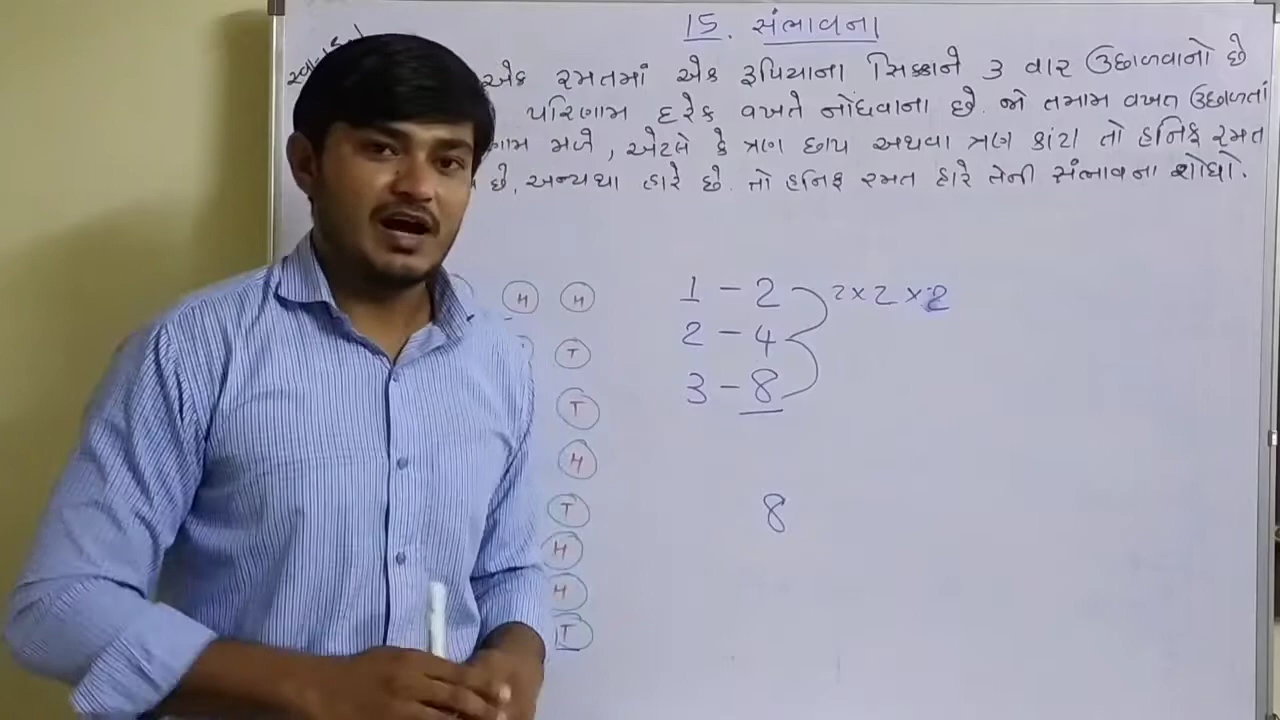 15. સંભાવના
એક રમતમાં એક રૂપિયાના સિક્કાને 3 વાર ઉછાળવાનો છે
પરિણામ દરેક વખતે નોંધવાના છે. જો તમામ વખત ઉછાળતાં
મળે, એટલે કે ત્રણ છાપ અથવા ત્રણ કાંટા તો હનિફ રમત
છે, અન્યથા હારે છે. તો હનિફ રમત હારે તેની સંભાવના શોધો.
H H
T
T
H
T
H
H
T
1 - 2 2 x 2 x 2
2 - 4
3 - 8
8